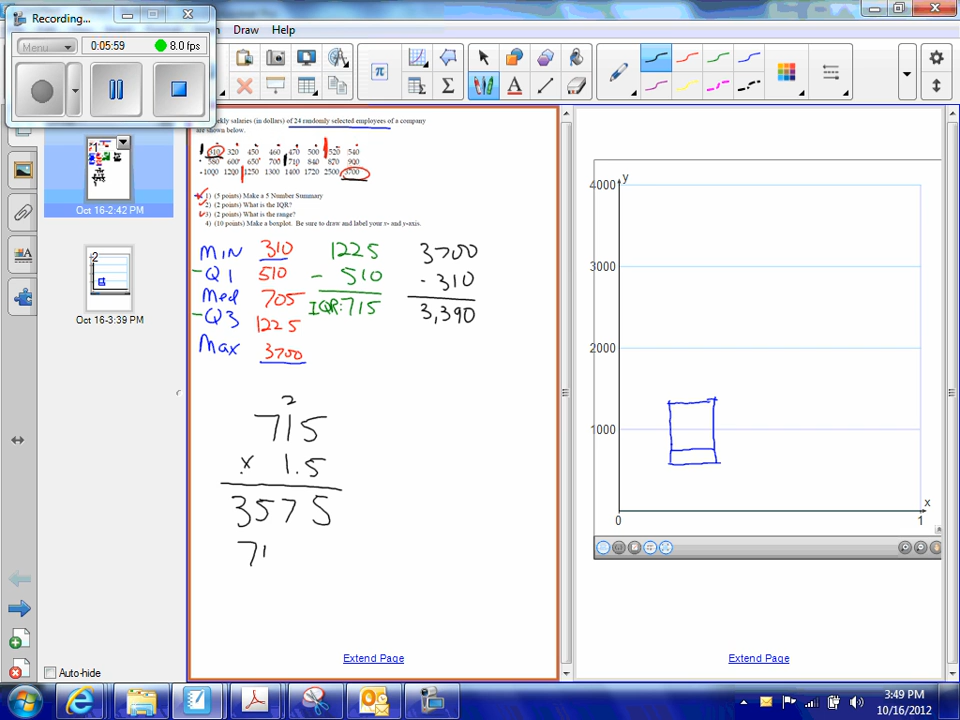 Recording...
Menu
0:05:59
8.0 fps
Draw Help
Oct 16-2:42 PM
Oct 16-3:39 PM
Auto-hide
salaries (in dollars) of 24 randomly selected employees of a company
are shown below.
310 320 450 460 470 500 520 540
580 600 650 700 710 840 870 900
1000 1200 1250 1300 1400 1720 2500 3700
1) (5 points) Make a 5 Number Summary
2) (2 points) What is the IQR?
3) (2 points) What is the range?
4) (10 points) Make a boxplot. Be sure to draw and label your x- and y-axis.
Min 310
Q1 510
Med 705
Q3 1225
Max 3700
1225
- 510
IQR: 715
3700
- 310
3,390
2
715
x 1.5
3575
71
Extend Page
y
4000
3000
2000
1000
0
1
x
Extend Page
3:49 PM
10/16/2012